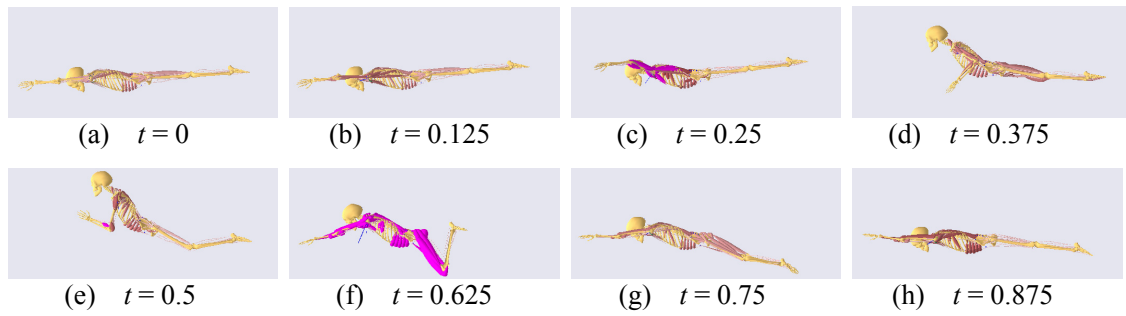 (a) t = 0 (b) t = 0.125 (c) t = 0.25 (d) t = 0.375
(e) t = 0.5 (f) t = 0.625 (g) t = 0.75 (h) t = 0.875